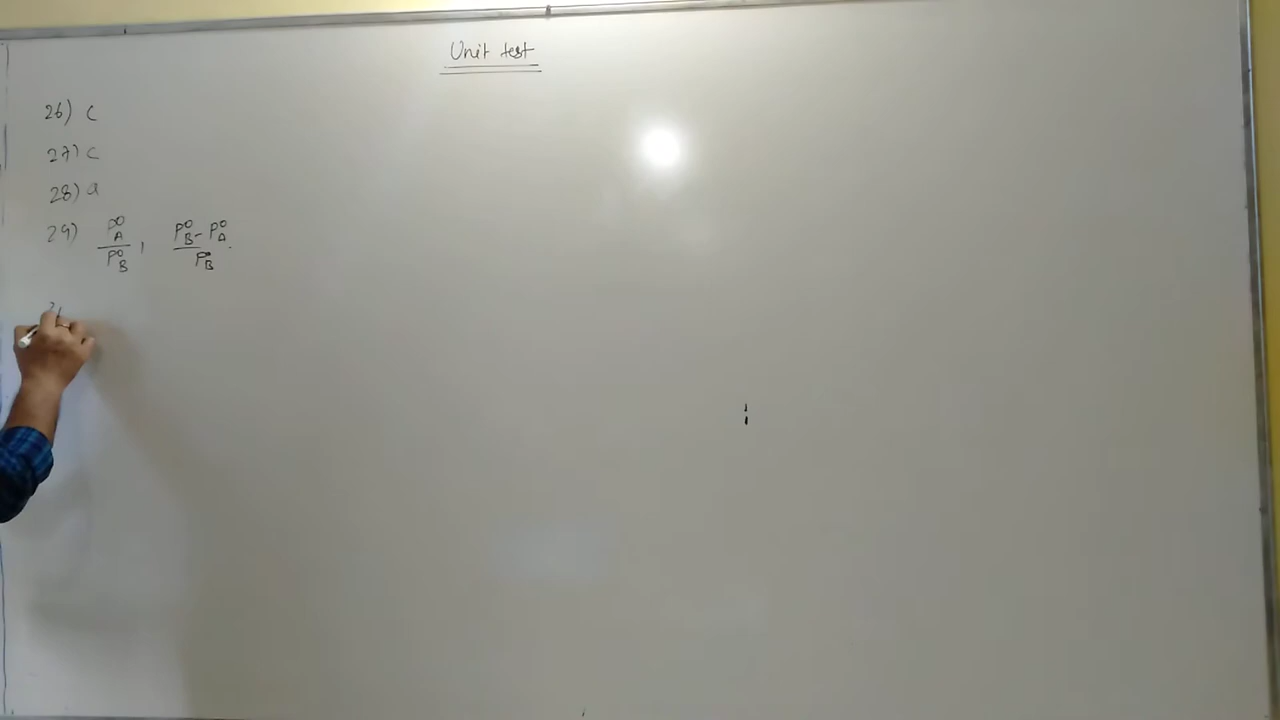 Unit test
26) c
27) c
28) a
29) P°A / P°B , P°B - P°A / P°B